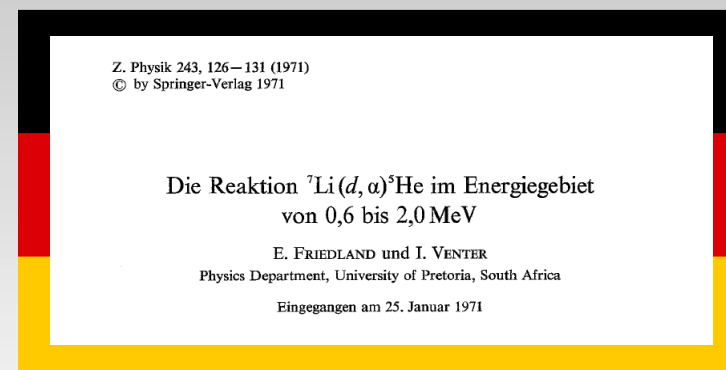 Z. Physik 243, 126—131 (1971)
© by Springer-Verlag 1971
Die Reaktion ⁷Li(d, α)⁵He im Energiegebiet
von 0,6 bis 2,0 MeV
E. FRIEDLAND und I. VENTER
Physics Department, University of Pretoria, South Africa
Eingegangen am 25. Januar 1971